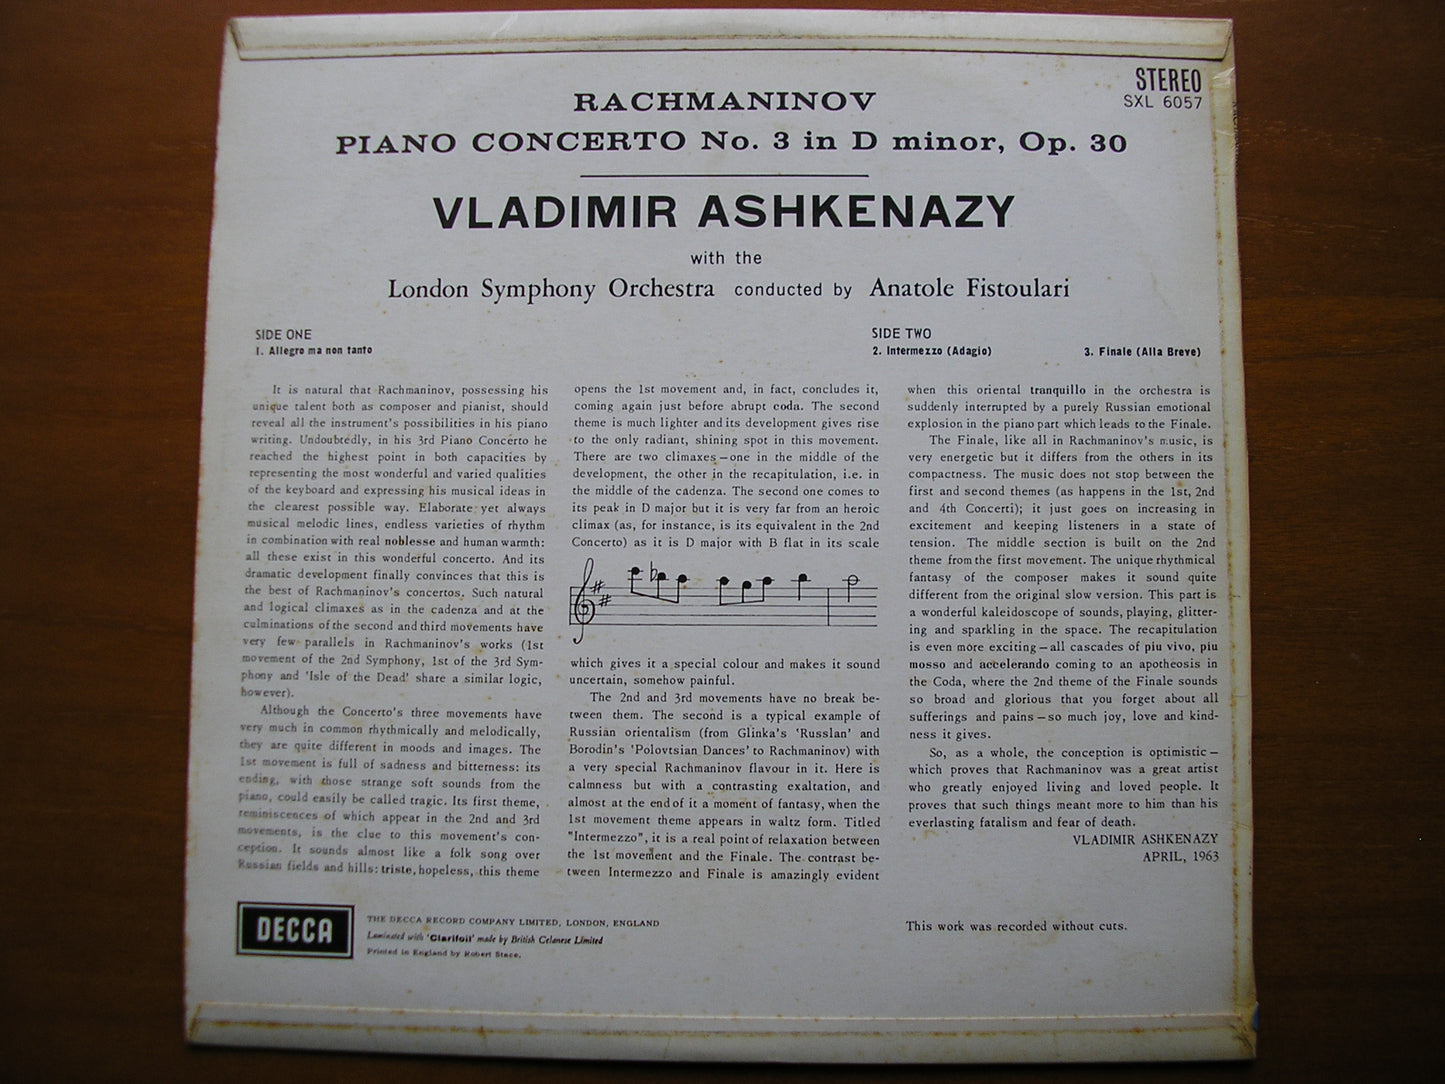 STEREO
SXL 6057
RACHMANINOV
PIANO CONCERTO No. 3 in D minor, Op. 30
VLADIMIR ASHKENAZY
with the
London Symphony Orchestra conducted by Anatole Fistoulari
SIDE ONE
1. Allegro ma non tanto
SIDE TWO
2. Intermezzo (Adagio) 3. Finale (Alla Breve)
It is natural that Rachmaninov, possessing his
unique talent both as composer and pianist, should
reveal all the instrument's possibilities in his piano
writing. Undoubtedly, in his 3rd Piano Concerto he
reached the highest point in both capacities by
representing the most wonderful and varied qualities
of the keyboard and expressing his musical ideas in
the clearest possible way. Elaborate yet always
musical melodic lines, endless varieties of rhythm
in combination with real noblesse and human warmth:
all these exist in this wonderful concerto. And its
dramatic development finally convinces that this is
the best of Rachmaninov's concertos. Such natural
and logical climaxes as in the cadenza and at the
culminations of the second and third movements have
very few parallels in Rachmaninov's works (1st
movement of the 2nd Symphony, 1st of the 3rd Sym-
phony and 'Isle of the Dead' share a similar logic,
however).
Although the Concerto's three movements have
very much in common rhythmically and melodically,
they are quite different in moods and images. The
1st movement is full of sadness and bitterness: its
ending, with those strange soft sounds from the
piano, could easily be called tragic. Its first theme,
reminiscences of which appear in the 2nd and 3rd
movements, is the clue to this movement's con-
ception. It sounds almost like a folk song over
Russian fields and hills: triste, hopeless, this theme
opens the 1st movement and, in fact, concludes it,
coming again just before abrupt coda. The second
theme is much lighter and its development gives rise
to the only radiant, shining spot in this movement.
There are two climaxes – one in the middle of the
development, the other in the recapitulation, i.e. in
the middle of the cadenza. The second one comes to
its peak in D major but it is very far from an heroic
climax (as, for instance, is its equivalent in the 2nd
Concerto) as it is D major with B flat in its scale
which gives it a special colour and makes it sound
uncertain, somehow painful.
The 2nd and 3rd movements have no break be-
tween them. The second is a typical example of
Russian orientalism (from Glinka's 'Russlan' and
Borodin's 'Polovtsian Dances' to Rachmaninov) with
a very special Rachmaninov flavour in it. Here is
calmness but with a contrasting exaltation, and
almost at the end of it a moment of fantasy, when the
1st movement theme appears in waltz form. Titled
"Intermezzo", it is a real point of relaxation between
the 1st movement and the Finale. The contrast be-
tween Intermezzo and Finale is amazingly evident
when this oriental tranquillo in the orchestra is
suddenly interrupted by a purely Russian emotional
explosion in the piano part which leads to the Finale.
The Finale, like all in Rachmaninov's music, is
very energetic but it differs from the others in its
compactness. The music does not stop between the
first and second themes (as happens in the 1st, 2nd
and 4th Concerti); it just goes on increasing in
excitement and keeping listeners in a state of
tension. The middle section is built on the 2nd
theme from the first movement. The unique rhythmical
fantasy of the composer makes it sound quite
different from the original slow version. This part is
a wonderful kaleidoscope of sounds, playing, glitter-
ing and sparkling in the space. The recapitulation
is even more exciting – all cascades of piu vivo, piu
mosso and accelerando coming to an apotheosis in
the Coda, where the 2nd theme of the Finale sounds
so broad and glorious that you forget about all
sufferings and pains – so much joy, love and kind-
ness it gives.
So, as a whole, the conception is optimistic –
which proves that Rachmaninov was a great artist
who greatly enjoyed living and loved people. It
proves that such things meant more to him than his
everlasting fatalism and fear of death.
VLADIMIR ASHKENAZY
APRIL, 1963
DECCA
THE DECCA RECORD COMPANY LIMITED, LONDON, ENGLAND
Laminated with 'Clarifoil' made by British Celanese Limited
Printed in England by Robert Stace.
This work was recorded without cuts.